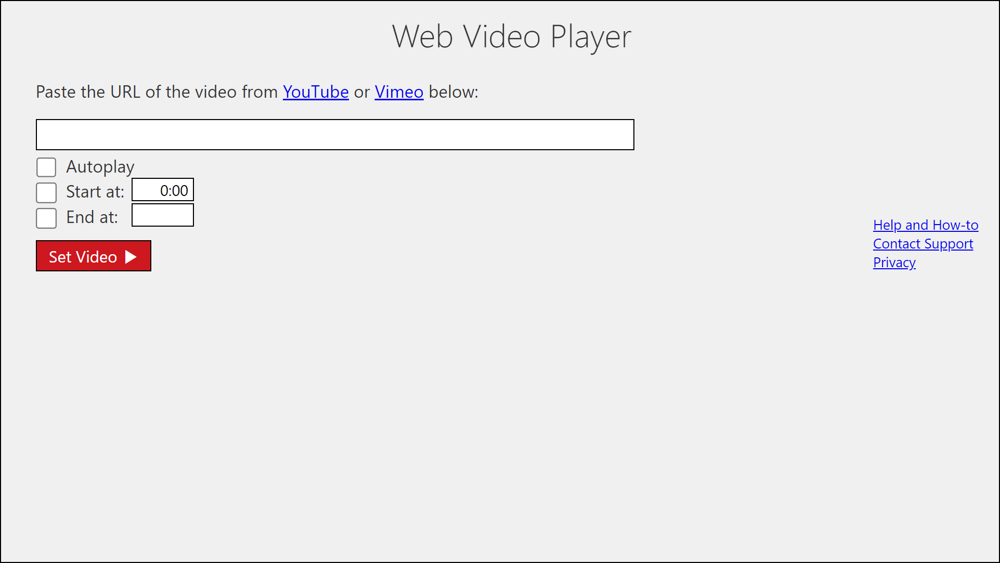 Web Video Player
Paste the URL of the video from YouTube or Vimeo below:
Autoplay
Start at: 0:00
End at:
Set Video
Help and How-to
Contact Support
Privacy